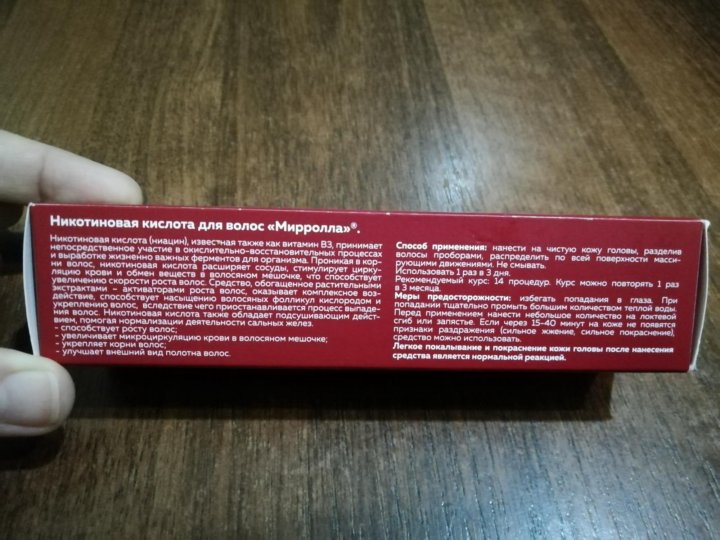 Никотиновая кислота для волос «Мирролла»®.
Никотиновая кислота (ниацин), известная также как витамин В3, принимает
непосредственное участие в окислительно-восстановительных процессах
и выработке жизненно важных ферментов для организма. Проникая в кор-
ни волос, никотиновая кислота расширяет сосуды, стимулирует цирку-
ляцию крови и обмен веществ в волосяном мешочке, что способствует
увеличению скорости роста волос. Средство, обогащенное растительными
экстрактами – активаторами роста волос, оказывает комплексное воз-
действие, способствует насыщению волосяных фолликул кислородом и
укреплению волос, вследствие чего приостанавливается процесс выпаде-
ния волос. Никотиновая кислота также обладает подсушивающим дейст-
вием, помогая нормализации деятельности сальных желез.
- способствует росту волос;
- увеличивает микроциркуляцию крови в волосяном мешочке;
- укрепляет корни волос;
- улучшает внешний вид полотна волос.
Способ применения: нанести на чистую кожу головы, разделив
волосы проборами, распределить по всей поверхности масси-
рующими движениями. Не смывать.
Использовать 1 раз в 3 дня.
Рекомендуемый курс: 14 процедур. Курс можно повторять 1 раз
в 3 месяца.
Меры предосторожности: избегать попадания в глаза. При
попадании тщательно промыть большим количеством теплой воды.
Перед применением нанести небольшое количество на локтевой
сгиб или запястье. Если через 15-40 минут на коже не появятся
признаки раздражения (сильное жжение, сильное покраснение),
средство можно использовать.
Легкое покалывание и покраснение кожи головы после нанесения
средства является нормальной реакцией.